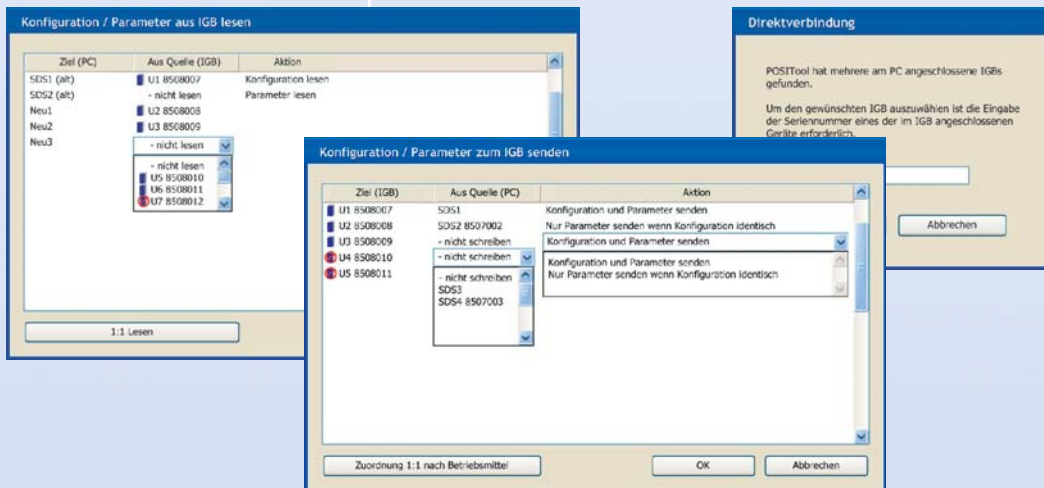 Konfiguration / Parameter aus IGB lesen
Ziel (PC) Aus Quelle (IGB) Aktion
SDS1 (alt) U1 8508007 Konfiguration lesen
SDS2 (alt) - nicht lesen Parameter lesen
Neu1 U2 8508008
Neu2 U3 8508009
Neu3 - nicht lesen
- nicht lesen
U5 8508010
U6 8508011
U7 8508012
1:1 Lesen
Direktverbindung
POSITool hat mehrere am PC angeschlossene IGBs
gefunden.
Um den gewünschten IGB auszuwählen ist die Eingabe
der Seriennummer eines der im IGB angeschlossenen
Geräte erforderlich.
Abbrechen
Konfiguration / Parameter zum IGB senden
Ziel (IGB) Aus Quelle (PC) Aktion
U1 8508007 SDS1 Konfiguration und Parameter senden
U2 8508008 SDS2 8507002 Nur Parameter senden wenn Konfiguration identisch
U3 8508009 - nicht schreiben Konfiguration und Parameter senden
U4 8508010 - nicht schreiben Konfiguration und Parameter senden
U5 8508011 - nicht schreiben Nur Parameter senden wenn Konfiguration identisch
SDS3
SDS4 8507003
Zuordnung 1:1 nach Betriebsmittel OK Abbrechen